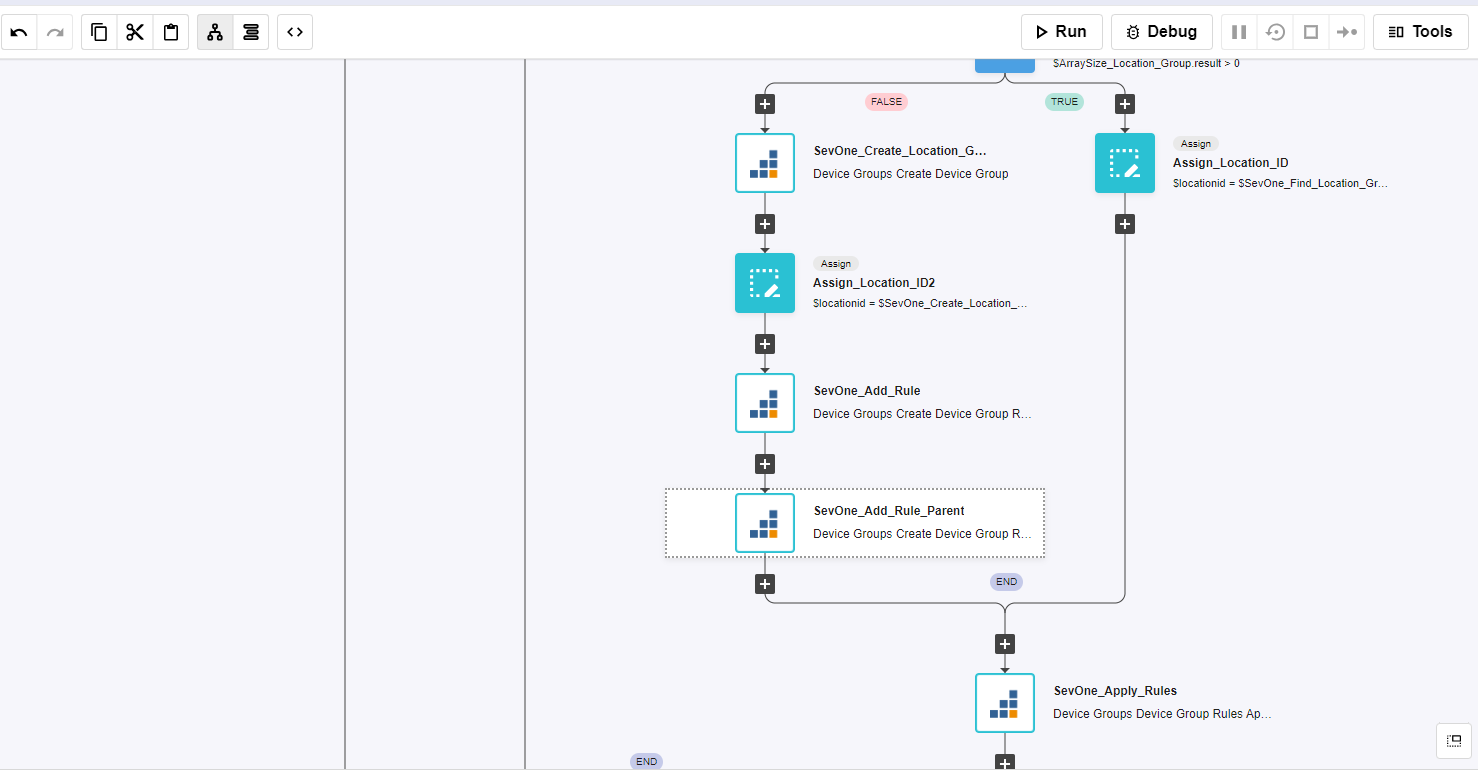 Run
Debug
Tools
$ArraySize_Location_Group.result > 0
FALSE
TRUE
SevOne_Create_Location_G...
Device Groups Create Device Group
Assign
Assign_Location_ID
$locationid = $SevOne_Find_Location_Gr...
Assign
Assign_Location_ID2
$locationid = $SevOne_Create_Location_...
SevOne_Add_Rule
Device Groups Create Device Group R...
SevOne_Add_Rule_Parent
Device Groups Create Device Group R...
END
SevOne_Apply_Rules
Device Groups Device Group Rules Ap...
END